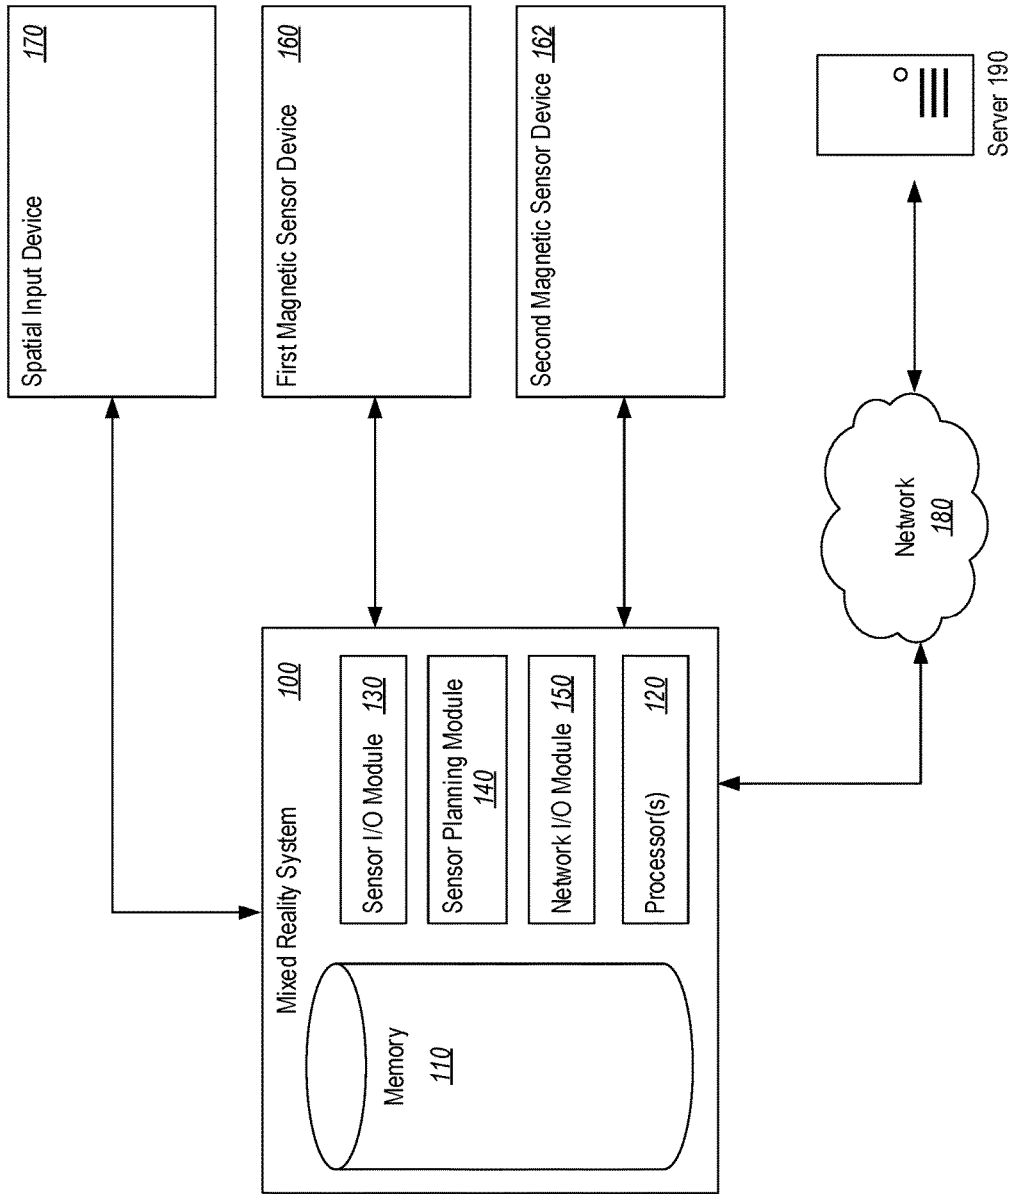 Mixed Reality System 100
Memory
110
Sensor I/O Module 130
Sensor Planning Module
140
Network I/O Module 150
Processor(s) 120
Spatial Input Device 170
First Magnetic Sensor Device 160
Second Magnetic Sensor Device 162
Network
180
Server 190